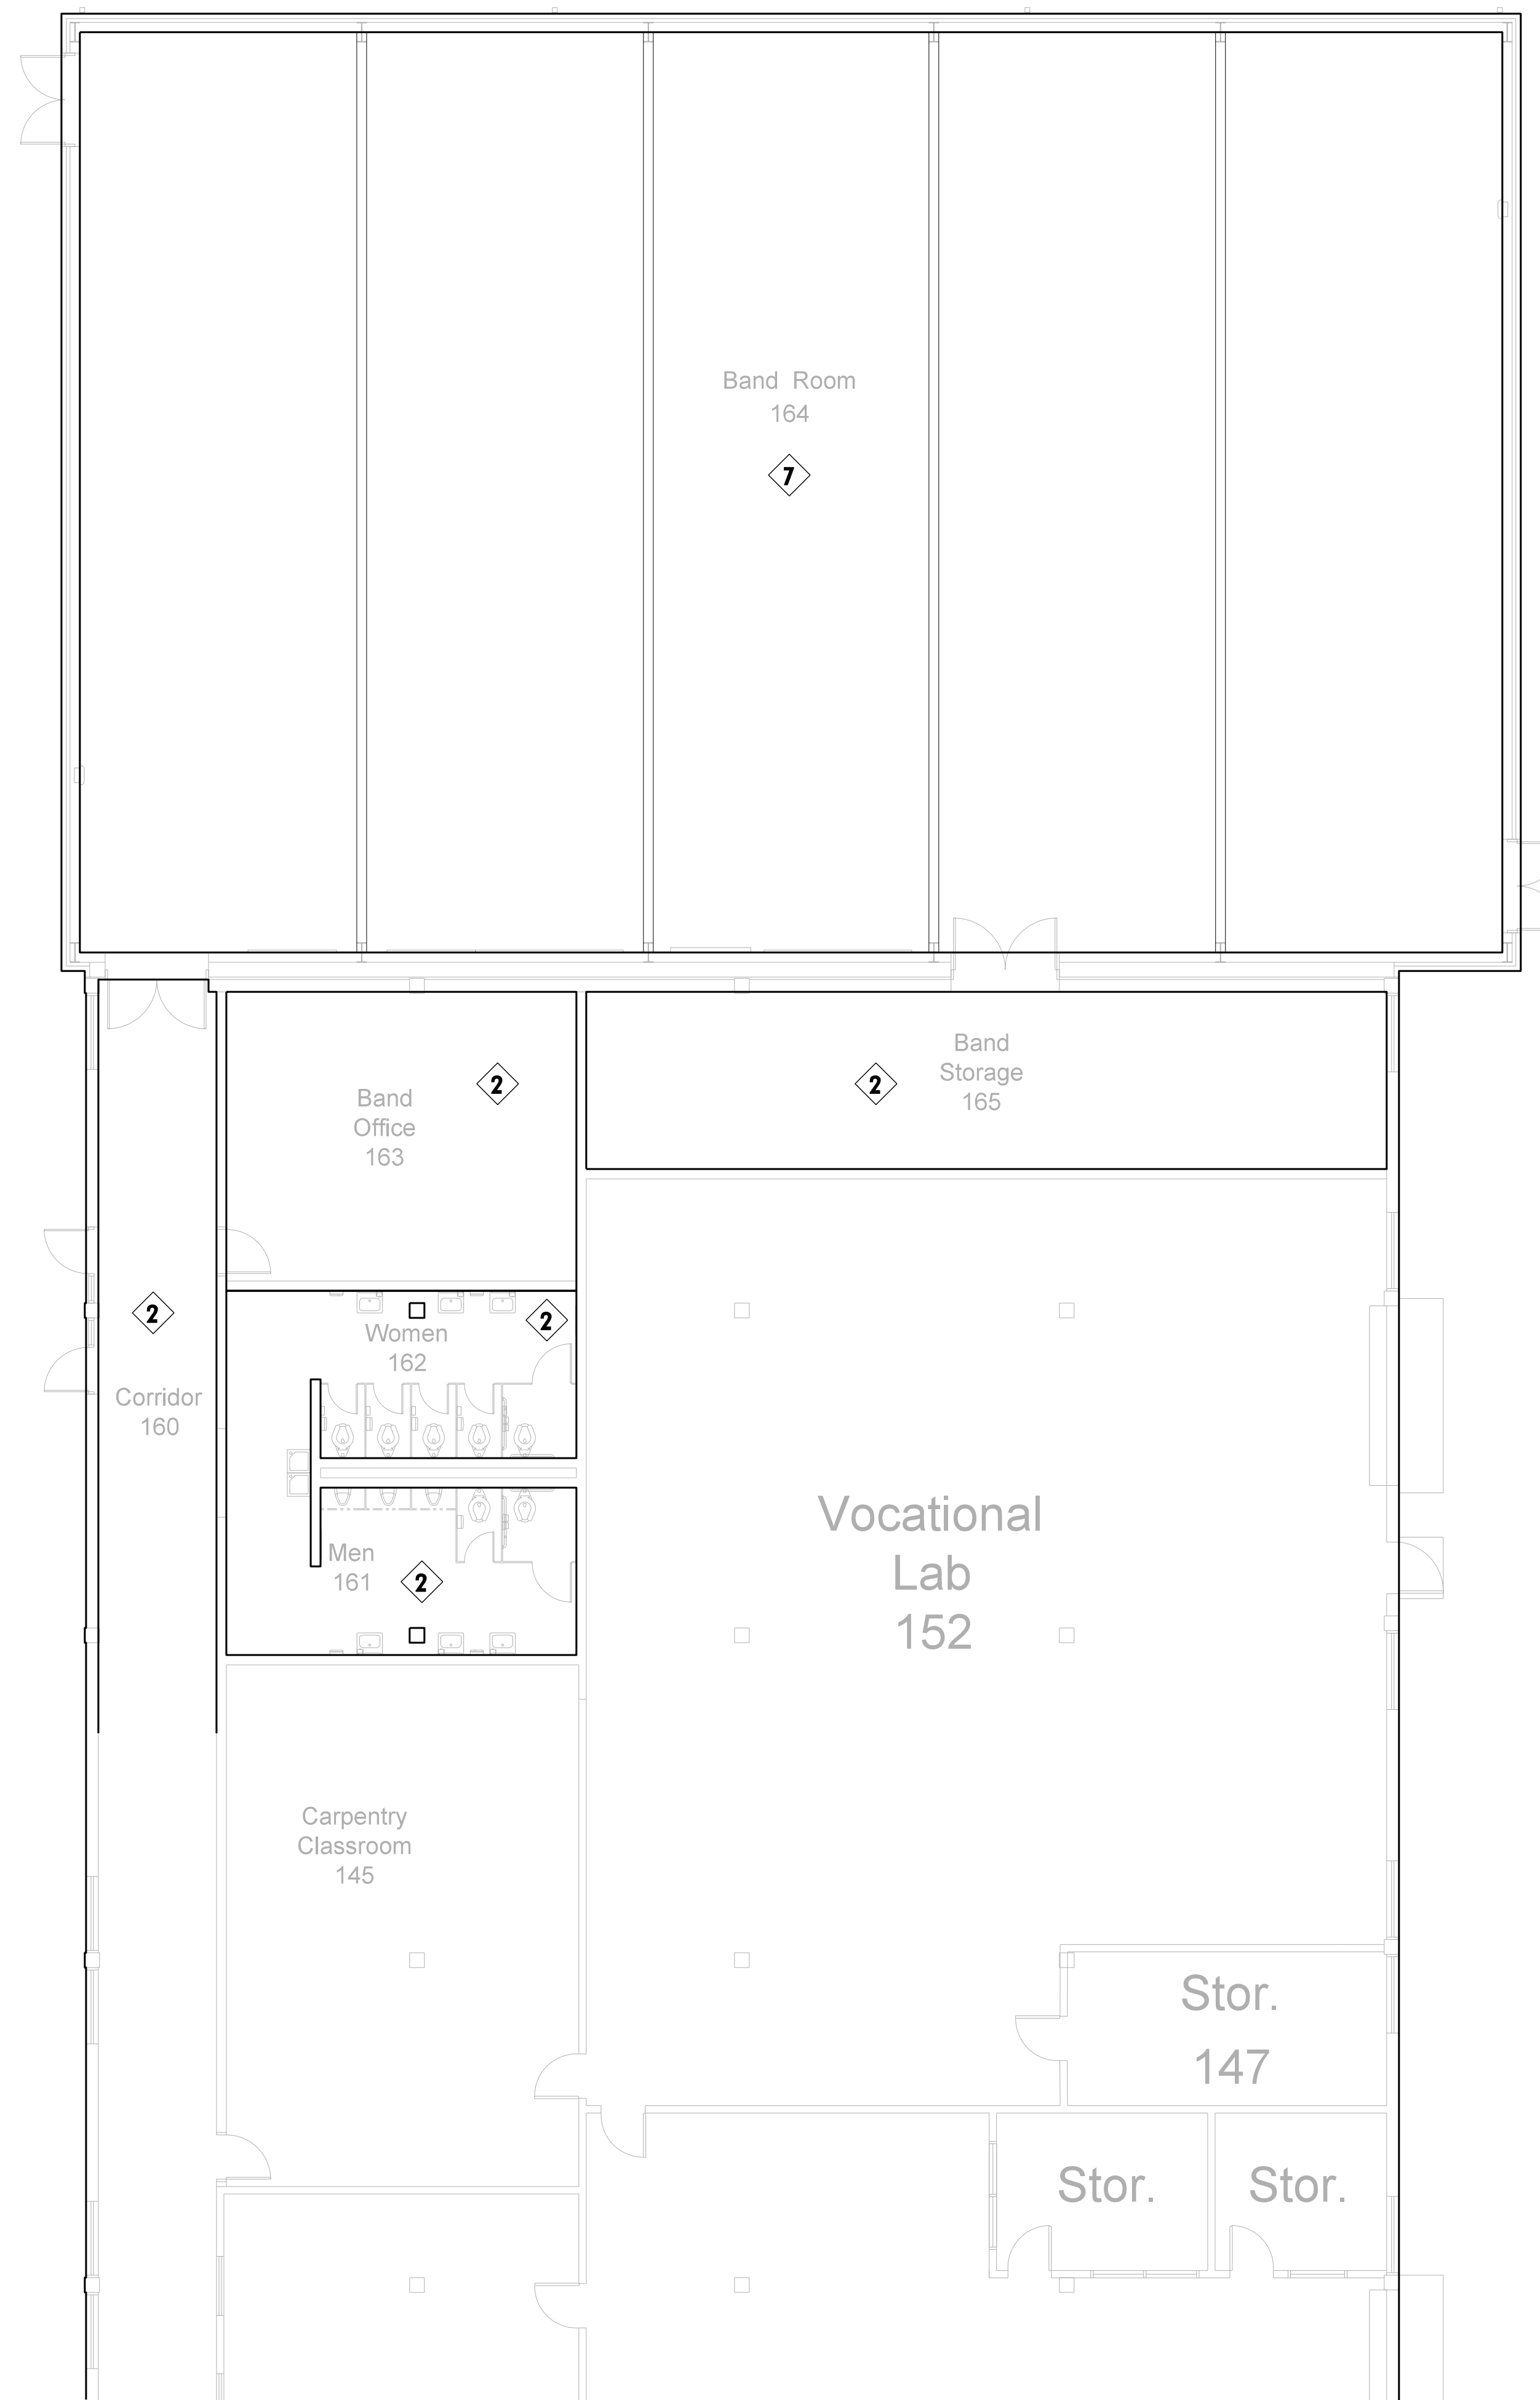 Band Room
164
7
Band
Office
163
2
2
Band
Storage
165
2
Corridor
160
Women
162
2
Men
161
2
Vocational
Lab
152
Carpentry
Classroom
145
Stor.
147
Stor.
Stor.